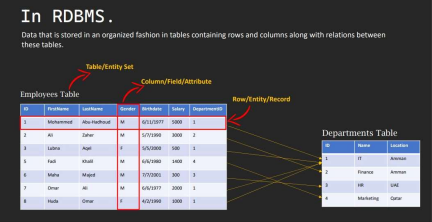 In RDBMS.
Data that is stored in an organized fashion in tables containing rows and columns along with relations between
these tables.
Table/Entity Set
Column/Field/Attribute
Employees Table
Row/Entity/Record
ID FirstName LastName Gender Birthdate Salary DepartmentID
1 Mohammed Abu-Hadhoud M 6/11/1977 5000 1
2 Ali Zaher M 5/7/1990 3000 2
3 Lubna Aqel F 5/5/2009 500 1
5 Fadi Khalil M 6/6/1980 1400 4
6 Maha Majed M 7/7/2001 300 3
7 Omar Ali M 6/6/1977 2000 1
8 Huda Omar F 4/2/1990 1000 1
Departments Table
ID Name Location
1 IT Amman
2 Finance Amman
3 HR UAE
4 Marketing Qatar